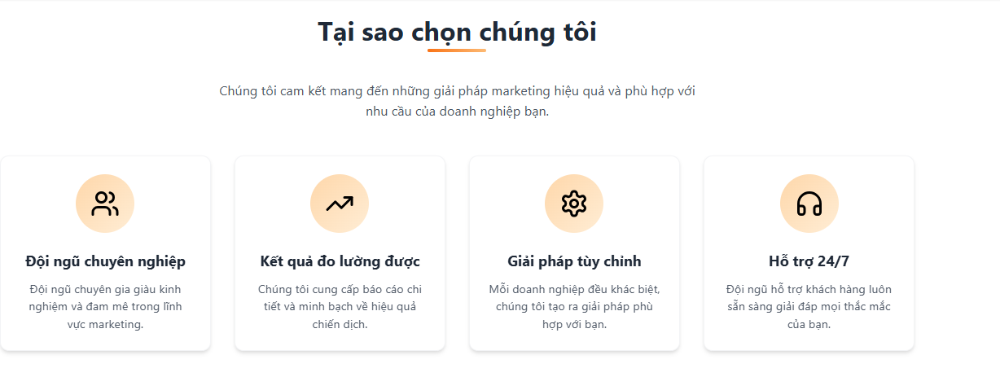 Tại sao chọn chúng tôi
Chúng tôi cam kết mang đến những giải pháp marketing hiệu quả và phù hợp với
nhu cầu của doanh nghiệp bạn.
Đội ngũ chuyên nghiệp
Đội ngũ chuyên gia giàu kinh
nghiệm và đam mê trong lĩnh
vực marketing.
Kết quả đo lường được
Chúng tôi cung cấp báo cáo chi
tiết và minh bạch về hiệu quả
chiến dịch.
Giải pháp tùy chỉnh
Mỗi doanh nghiệp đều khác biệt,
chúng tôi tạo ra giải pháp phù
hợp với bạn.
Hỗ trợ 24/7
Đội ngũ hỗ trợ khách hàng luôn
sẵn sàng giải đáp mọi thắc mắc
của bạn.